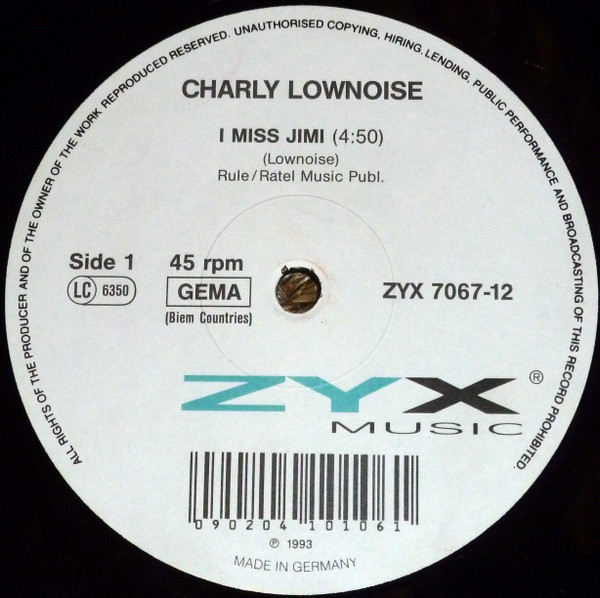 ALL RIGHTS OF THE PRODUCER AND OF THE OWNER OF THE WORK REPRODUCED RESERVED. UNAUTHORISED COPYING, HIRING, LENDING, PUBLIC PERFORMANCE AND BROADCASTING OF THIS RECORD PROHIBITED.
CHARLY LOWNOISE
I MISS JIMI (4:50)
(Lownoise)
Rule/Ratel Music Publ.
Side 1 45 rpm
LC 6350 GEMA ZYX 7067-12
(Biem Countries)
ZYX ®
MUSIC
090204 101061
℗ 1993
MADE IN GERMANY